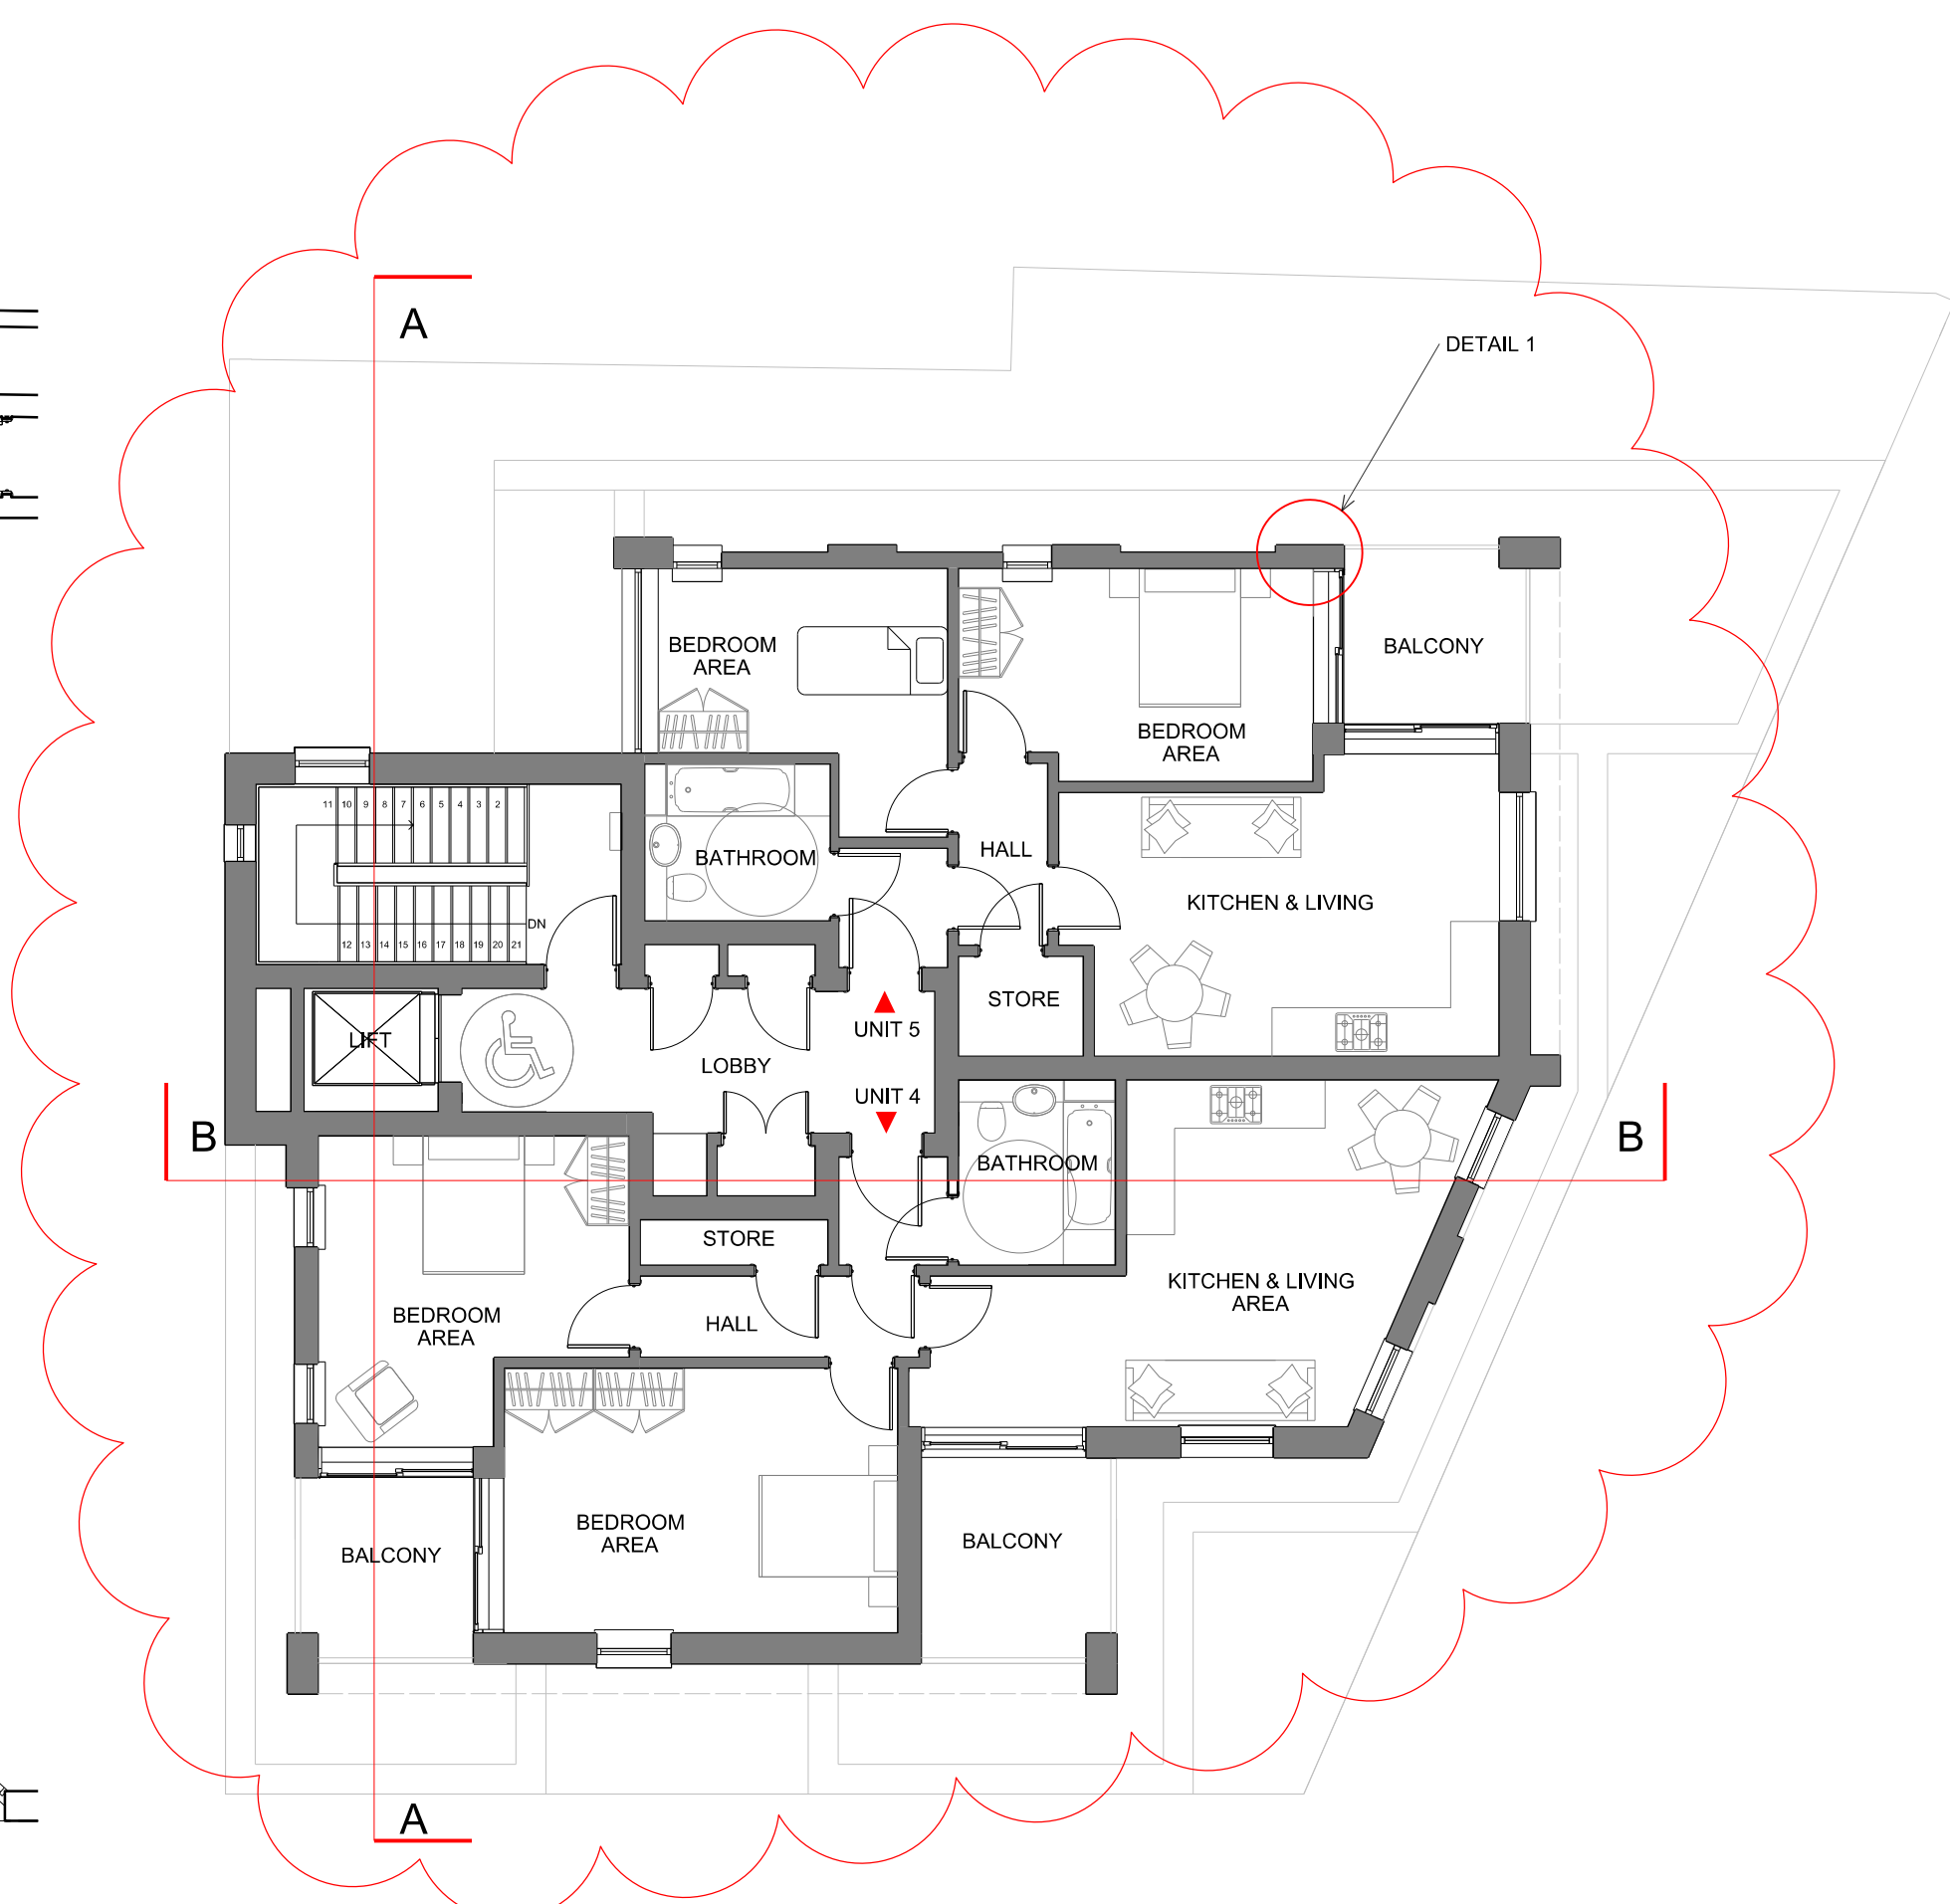 A
DETAIL 1
BEDROOM
AREA
BALCONY
BEDROOM
AREA
11 10 9 8 7 6 5 4 3 2
BATHROOM
HALL
KITCHEN & LIVING
DN
12 13 14 15 16 17 18 19 20 21
STORE
UNIT 5
LIFT
LOBBY
UNIT 4
B
B
BATHROOM
STORE
KITCHEN & LIVING
AREA
BEDROOM
AREA
HALL
BEDROOM
AREA
BALCONY
BALCONY
A